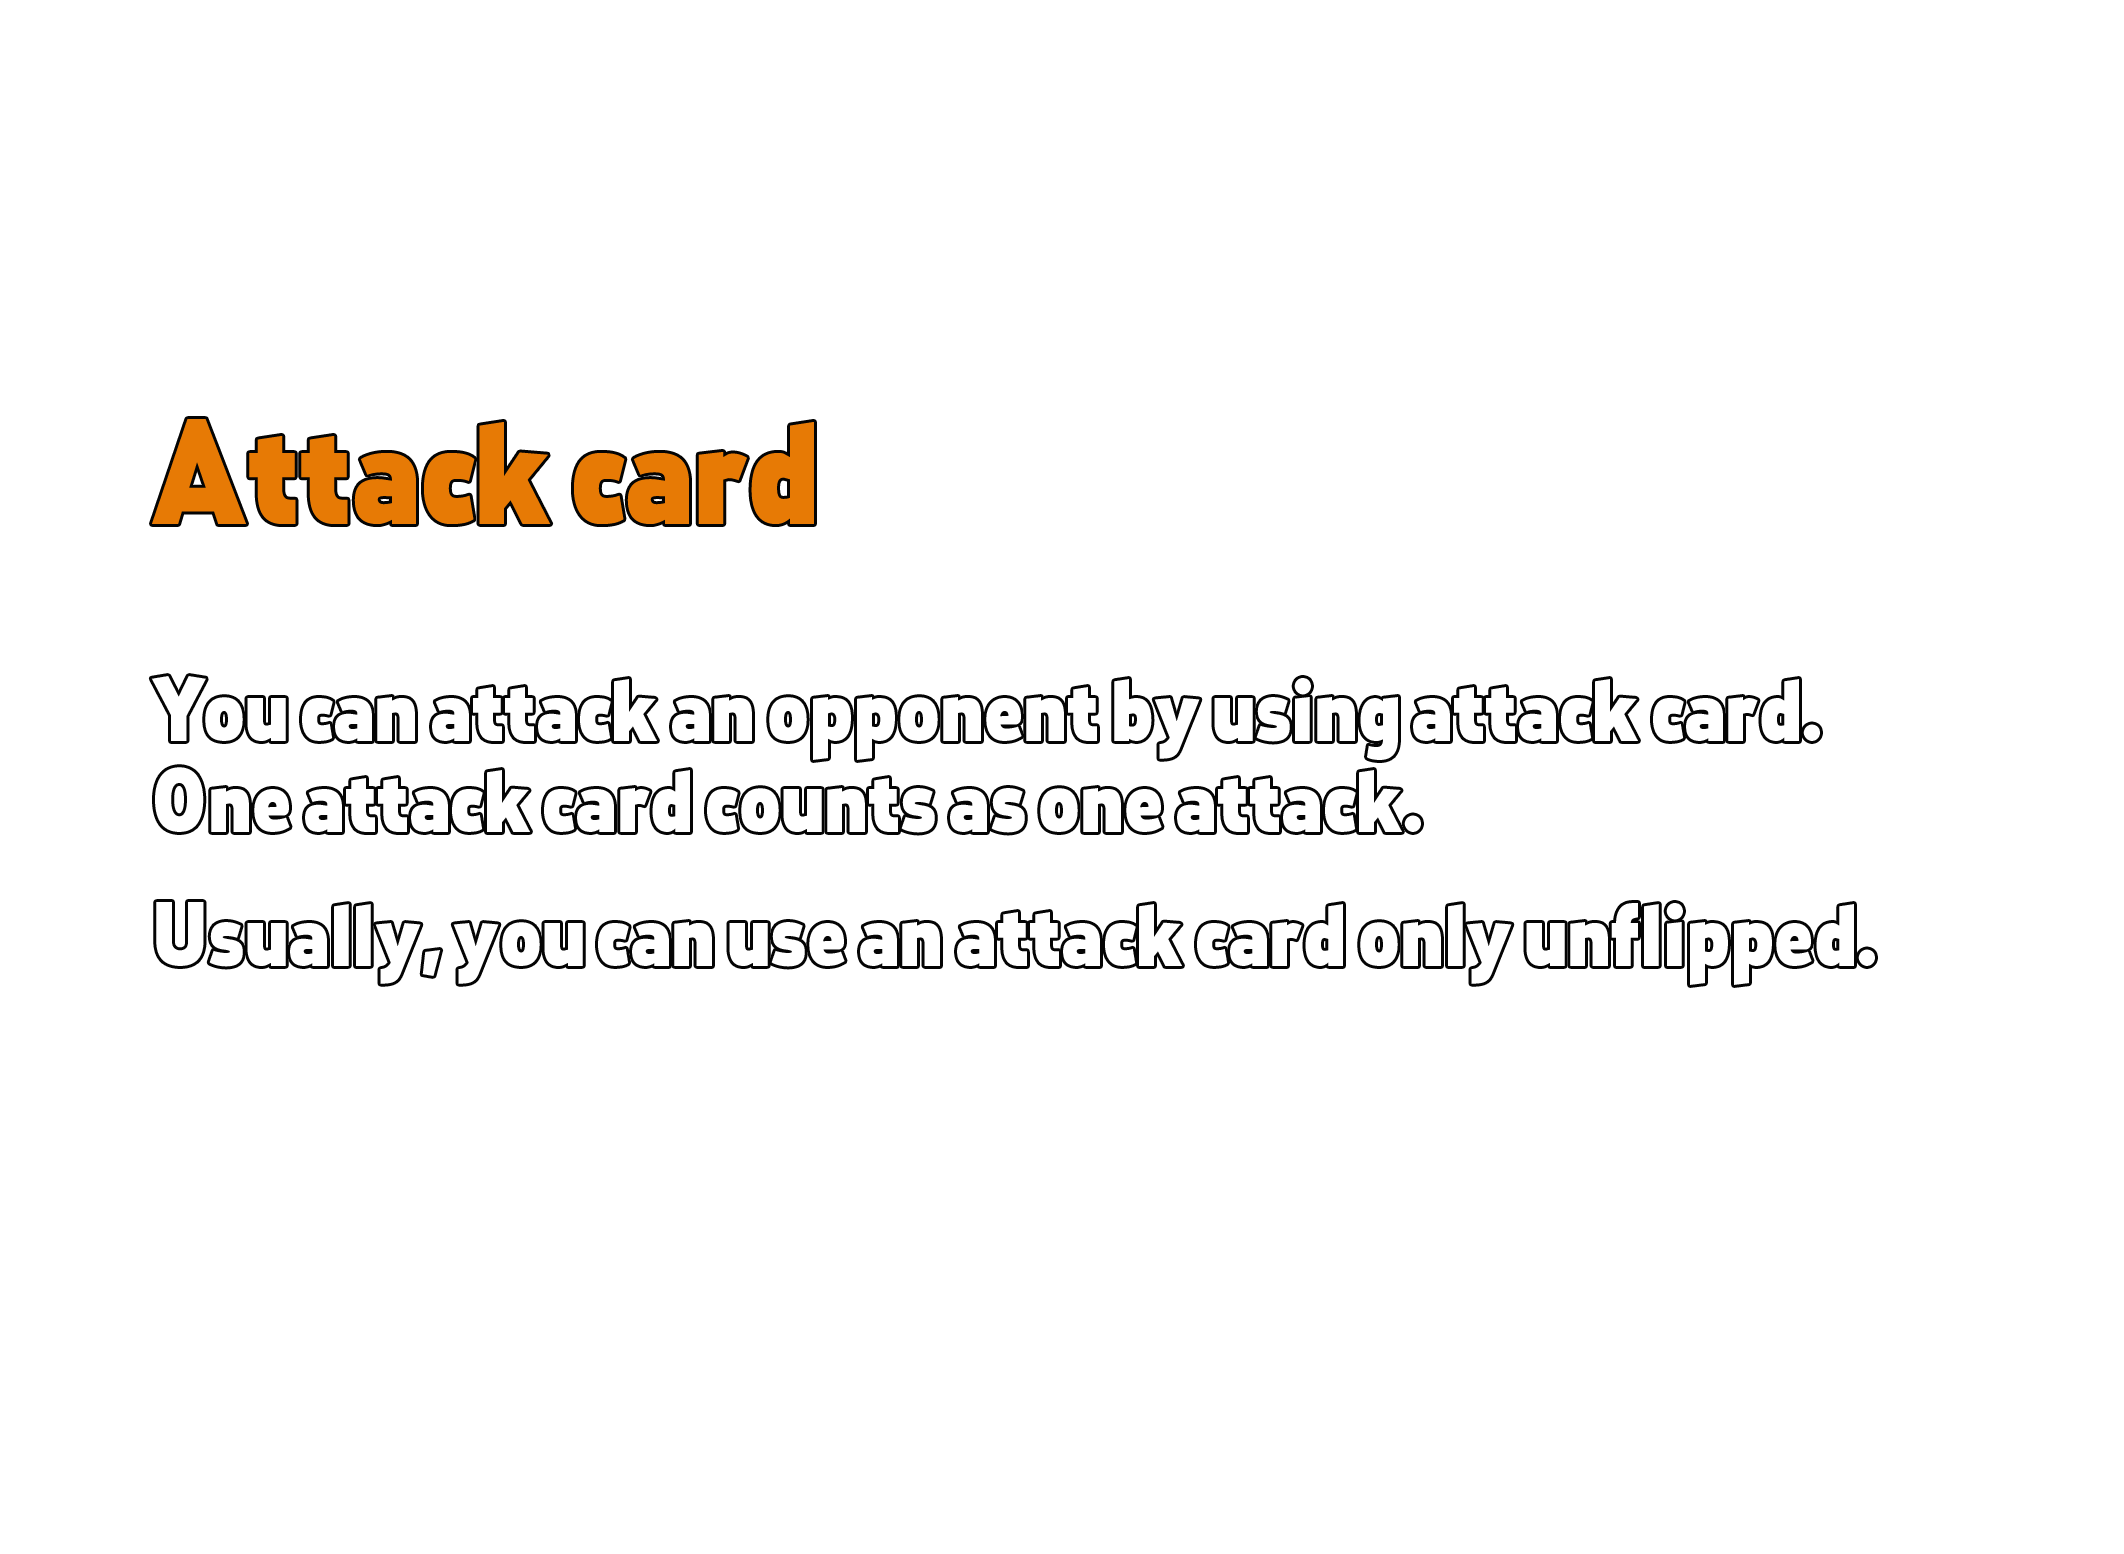 Attack card
You can attack an opponent by using attack card.
One attack card counts as one attack.
Usually, you can use an attack card only unflipped.